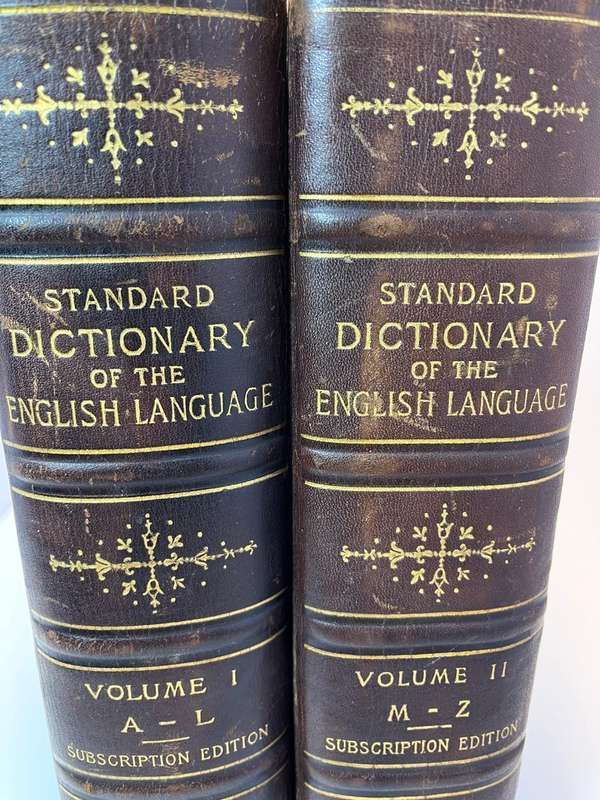 STANDARD
DICTIONARY
OF THE
ENGLISH LANGUAGE
VOLUME I
A - L
SUBSCRIPTION EDITION
STANDARD
DICTIONARY
OF THE
ENGLISH LANGUAGE
VOLUME II
M - Z
SUBSCRIPTION EDITION